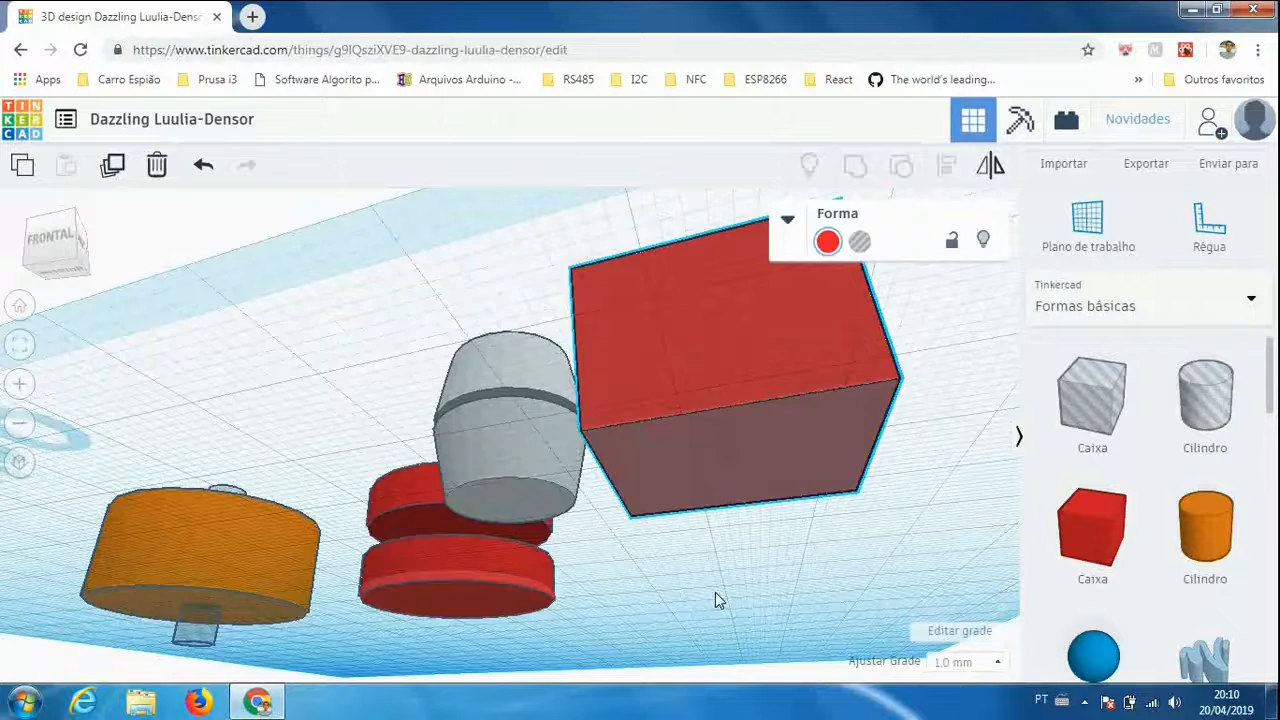 3D design Dazzling Luulia-Dens
https://www.tinkercad.com/things/g9IQsziXVE9-dazzling-luulia-densor/edit
Apps Carro Espião Prusa i3 Software Algorito p... Arquivos Arduino -... RS485 I2C NFC ESP8266 React The world's leading... » Outros favoritos
TIN
KER
CAD
Dazzling Luulia-Densor
Novidades
Importar Exportar Enviar para
FRONTAL
Forma
Plano de trabalho Régua
Tinkercad
Formas básicas
Caixa Cilindro
Caixa Cilindro
Editar grade
Ajustar Grade 1.0 mm
PT
20:10
20/04/2019